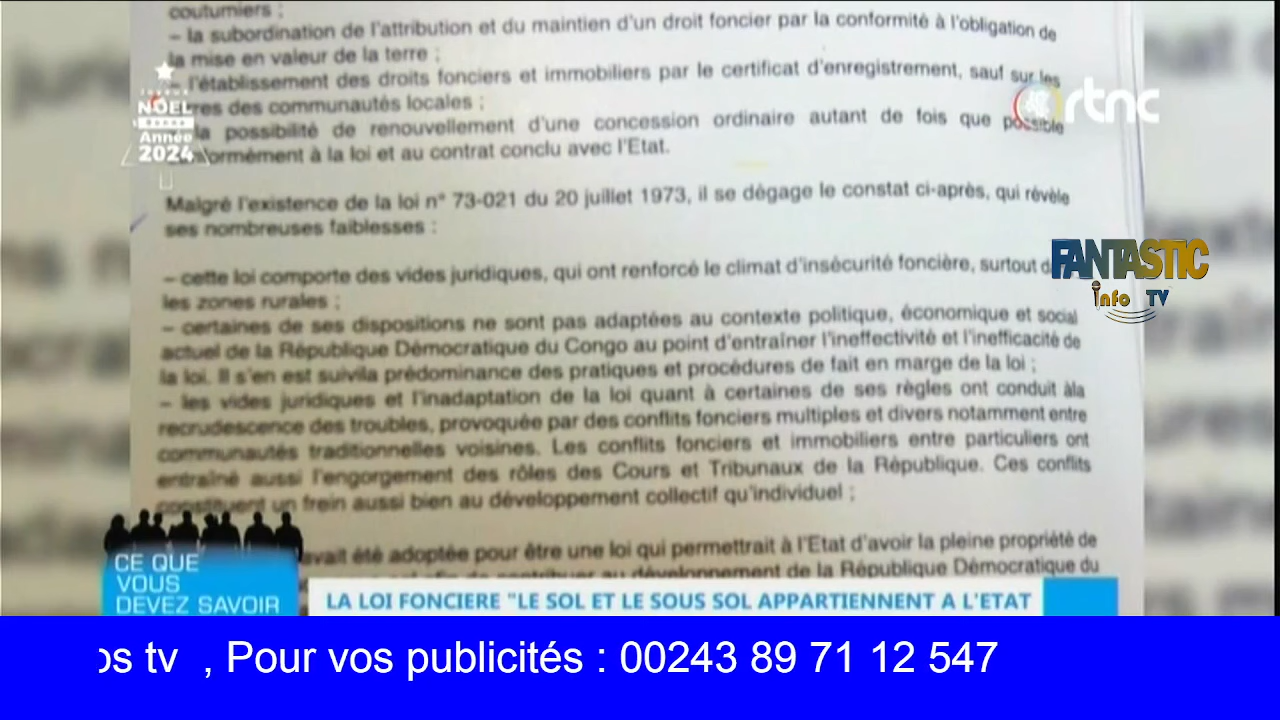 coutumiers ;
– la subordination de l'attribution et du maintien d'un droit foncier par la conformité à l'obligation de
la mise en valeur de la terre ;
– l'établissement des droits fonciers et immobiliers par le certificat d'enregistrement, sauf sur les
res des communautés locales ;
la possibilité de renouvellement d'une concession ordinaire autant de fois que possible
formément à la loi et au contrat conclu avec l'Etat.
NOËL
Année
2024
rtnc
Malgré l'existence de la loi n° 73-021 du 20 juillet 1973, il se dégage le constat ci-après, qui révèle
ses nombreuses faiblesses :
– cette loi comporte des vides juridiques, qui ont renforcé le climat d'insécurité foncière, surtout d
les zones rurales ;
FANTASTIC
Info TV
– certaines de ses dispositions ne sont pas adaptées au contexte politique, économique et social
actuel de la République Démocratique du Congo au point d'entraîner l'ineffectivité et l'inefficacité de
la loi. Il s'en est suivila prédominance des pratiques et procédures de fait en marge de la loi ;
– les vides juridiques et l'inadaptation de la loi quant à certaines de ses règles ont conduit àla
recrudescence des troubles, provoquée par des conflits fonciers multiples et divers notamment entre
communautés traditionnelles voisines. Les conflits fonciers et immobiliers entre particuliers ont
entraîné aussi l'engorgement des rôles des Cours et Tribunaux de la République. Ces conflits
constituent un frein aussi bien au développement collectif qu'individuel ;
avait été adoptée pour être une loi qui permettrait à l'Etat d'avoir la pleine propriété de
afin de contribuer au développement de la République Démocratique du
CE QUE
VOUS
DEVEZ SAVOIR
LA LOI FONCIERE "LE SOL ET LE SOUS SOL APPARTIENNENT A L'ETAT
os tv , Pour vos publicités : 00243 89 71 12 547